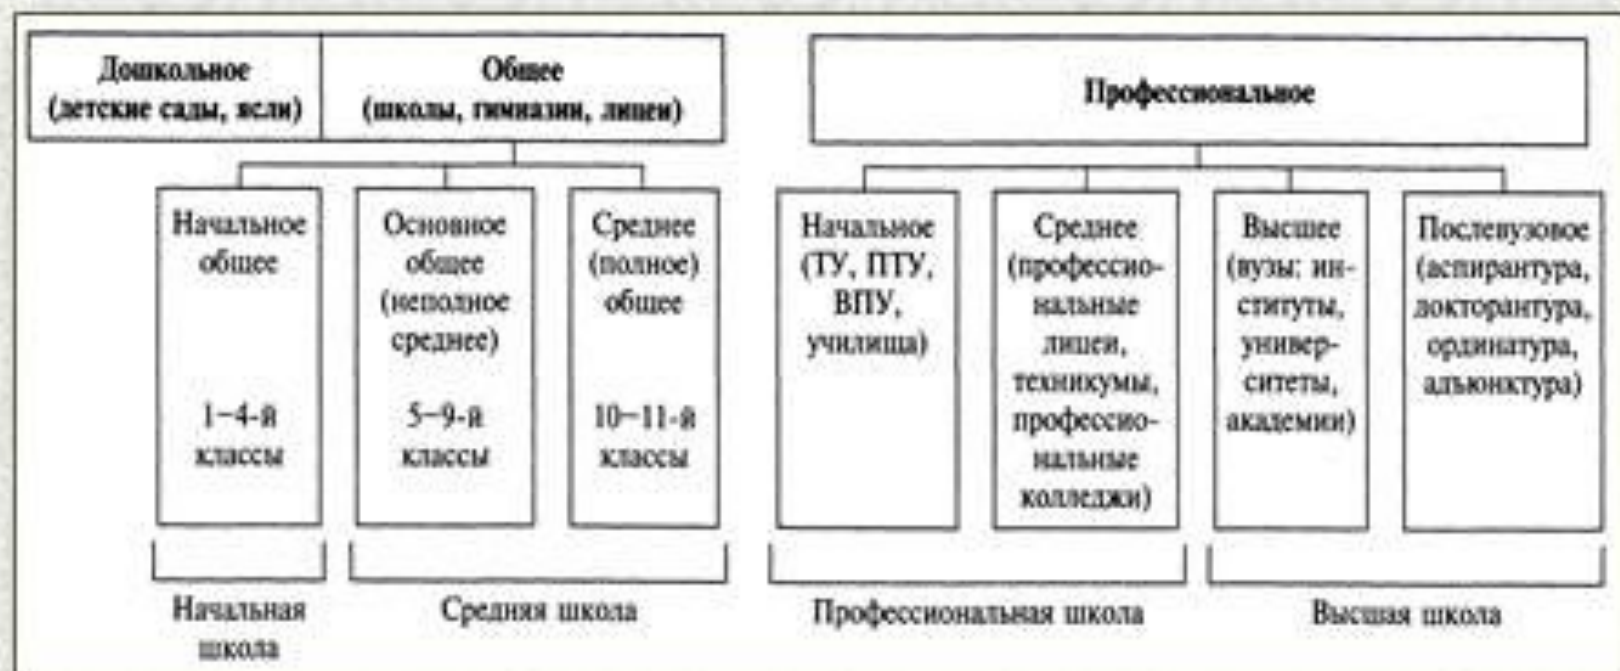 Дошкольное
(детские сады, ясли)
Общее
(школы, гимназии, лицеи)
Профессиональное
Начальное
общее
1−4-й
классы
Основное
общее
(неполное
среднее)
5−9-й
классы
Среднее
(полное)
общее
10−11-й
классы
Начальное
(ТУ, ПТУ,
ВПУ,
училища)
Среднее
(профессио-
нальные
лицеи,
техникумы,
профессио-
нальные
колледжи)
Высшее
(вузы: ин-
ституты,
универ-
ситеты,
академии)
Послевузовое
(аспирантура,
докторантура,
ординатура,
адъюнктура)
Начальная
школа
Средняя школа
Профессиональная школа
Высшая школа